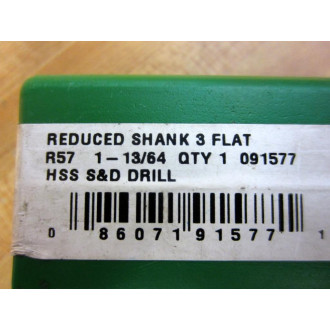 REDUCED SHANK 3 FLAT
R57 1-13/64 QTY 1 091577
HSS S&D DRILL
0 86071 91577 1